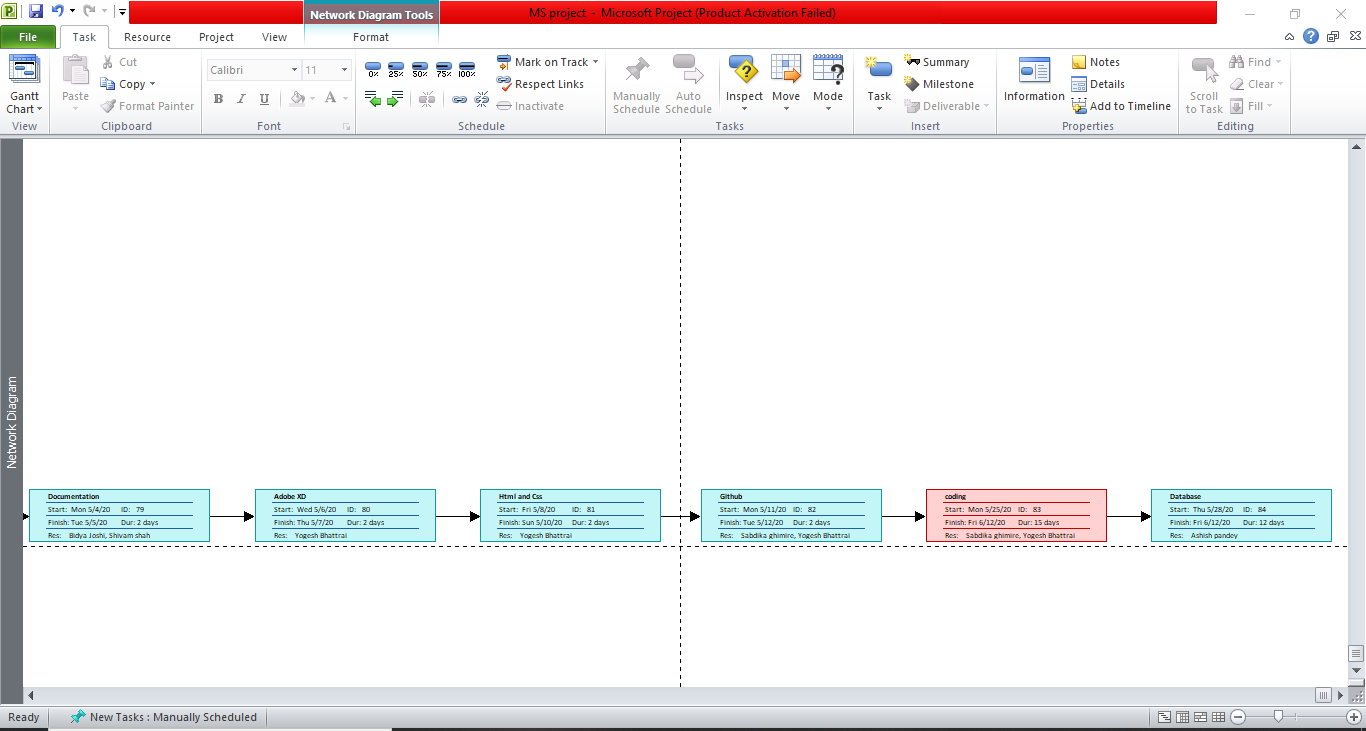 Network Diagram Tools
MS project - Microsoft Project (Product Activation Failed)
File Task Resource Project View Format
Gantt Chart
View
Paste
Cut
Copy
Format Painter
Clipboard
Calibri 11
B I U A
Font
0% 25% 50% 75% 100%
Mark on Track
Respect Links
Inactivate
Schedule
Manually Schedule
Auto Schedule
Inspect
Move
Mode
Tasks
Task
Summary
Milestone
Deliverable
Insert
Information
Notes
Details
Add to Timeline
Properties
Scroll to Task
Find
Clear
Fill
Editing
Network Diagram
Documentation
Start: Mon 5/4/20 ID: 79
Finish: Tue 5/5/20 Dur: 2 days
Res: Bidya Joshi, Shivam shah
Adobe XD
Start: Wed 5/6/20 ID: 80
Finish: Thu 5/7/20 Dur: 2 days
Res: Yogesh Bhattrai
Html and Css
Start: Fri 5/8/20 ID: 81
Finish: Sun 5/10/20 Dur: 2 days
Res: Yogesh Bhattrai
Github
Start: Mon 5/11/20 ID: 82
Finish: Tue 5/12/20 Dur: 2 days
Res: Sabdika ghimire, Yogesh Bhattrai
coding
Start: Mon 5/25/20 ID: 83
Finish: Fri 6/12/20 Dur: 15 days
Res: Sabdika ghimire, Yogesh Bhattrai
Database
Start: Thu 5/28/20 ID: 84
Finish: Fri 6/12/20 Dur: 12 days
Res: Ashish pandey
Ready
New Tasks : Manually Scheduled